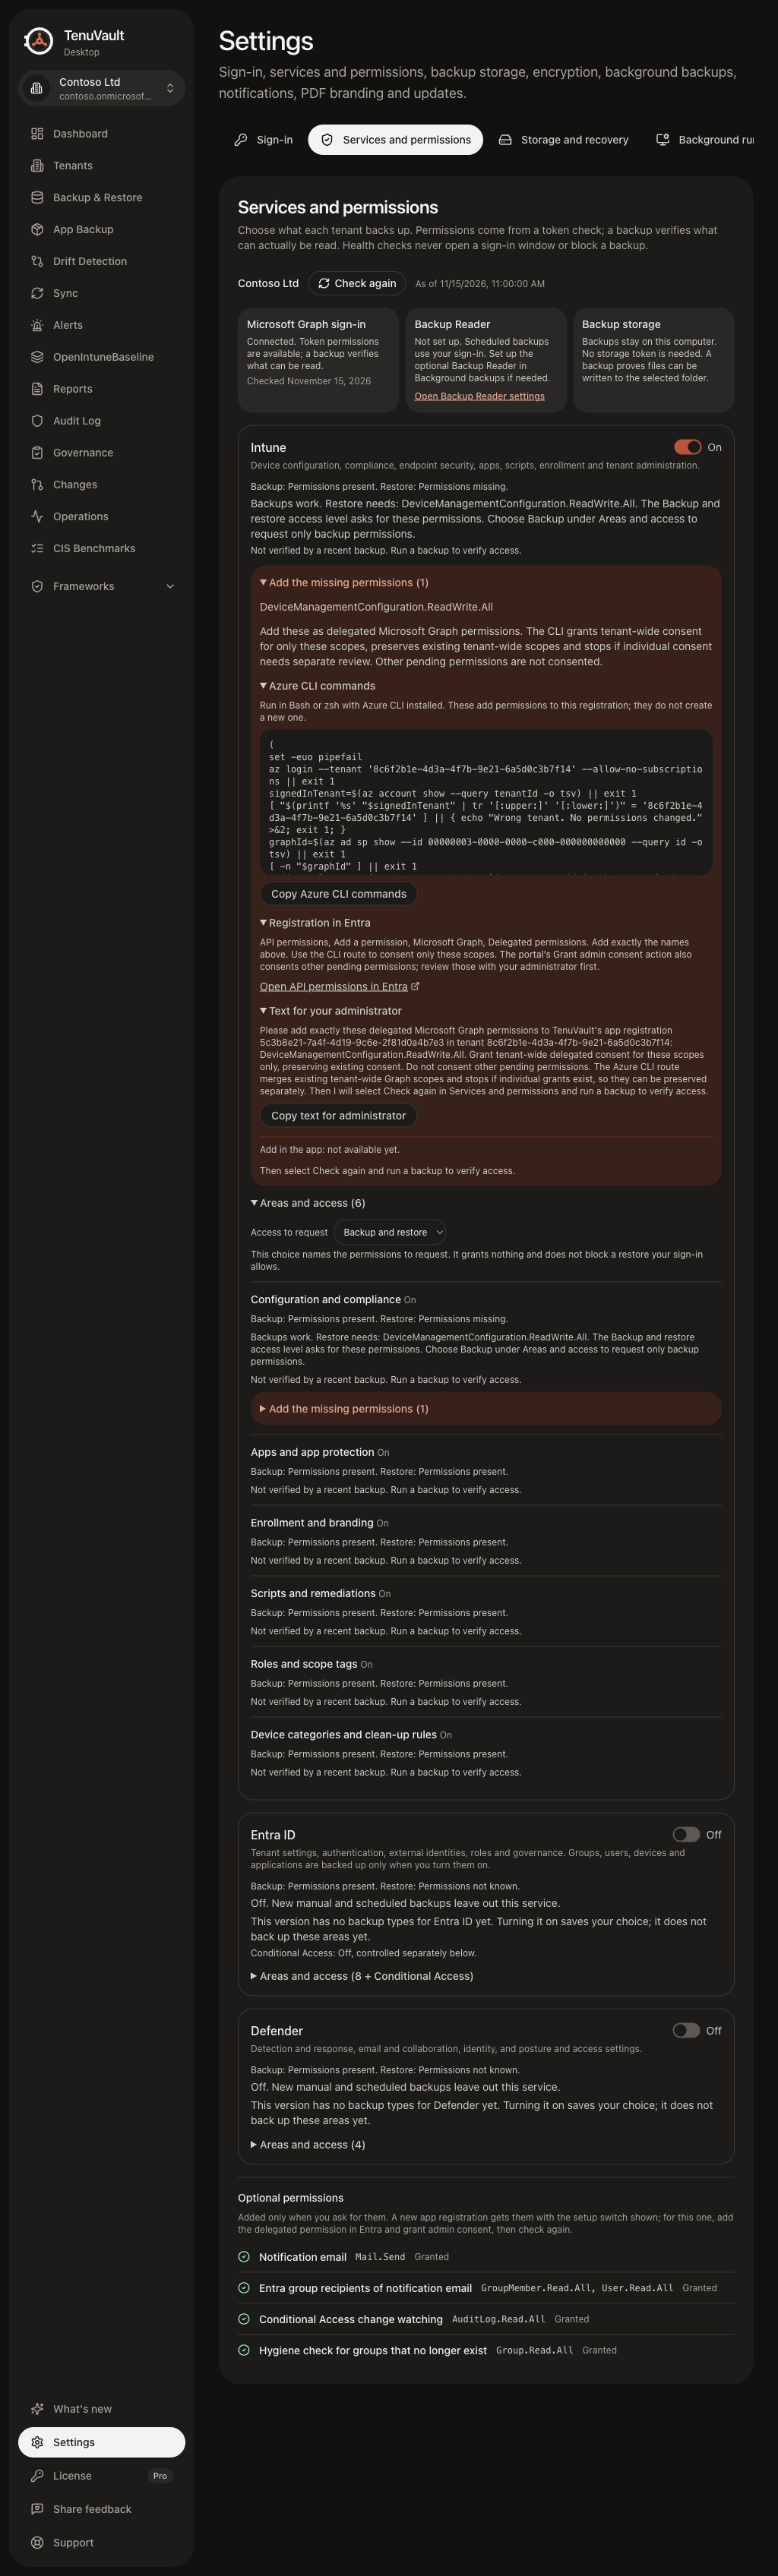 TenuVault
Desktop
Contoso Ltd
contoso.onmicrosof...
Dashboard
Tenants
Backup & Restore
App Backup
Drift Detection
Sync
Alerts
OpenIntuneBaseline
Reports
Audit Log
Governance
Changes
Operations
CIS Benchmarks
Frameworks
What's new
Settings
License
Pro
Share feedback
Support
Settings
Sign-in, services and permissions, backup storage, encryption, background backups,
notifications, PDF branding and updates.
Sign-in
Services and permissions
Storage and recovery
Background ru
Services and permissions
Choose what each tenant backs up. Permissions come from a token check; a backup verifies what
can actually be read. Health checks never open a sign-in window or block a backup.
Contoso Ltd
Check again
As of 11/15/2026, 11:00:00 AM
Microsoft Graph sign-in
Connected. Token permissions
are available; a backup verifies
what can be read.
Checked November 15, 2026
Backup Reader
Not set up. Scheduled backups
use your sign-in. Set up the
optional Backup Reader in
Background backups if needed.
Open Backup Reader settings
Backup storage
Backups stay on this computer.
No storage token is needed. A
backup proves files can be
written to the selected folder.
Intune
On
Device configuration, compliance, endpoint security, apps, scripts, enrollment and tenant administration.
Backup: Permissions present. Restore: Permissions missing.
Backups work. Restore needs: DeviceManagementConfiguration.ReadWrite.All. The Backup and
restore access level asks for these permissions. Choose Backup under Areas and access to
request only backup permissions.
Not verified by a recent backup. Run a backup to verify access.
Add the missing permissions (1)
DeviceManagementConfiguration.ReadWrite.All
Add these as delegated Microsoft Graph permissions. The CLI grants tenant-wide consent
for only these scopes, preserves existing tenant-wide scopes and stops if individual consent
needs separate review. Other pending permissions are not consented.
Azure CLI commands
Run in Bash or zsh with Azure CLI installed. These add permissions to this registration; they do not create
a new one.
(
set -euo pipefail
az login --tenant '8c6f2b1e-4d3a-4f7b-9e21-6a5d0c3b7f14' --allow-no-subscriptio
ns || exit 1
signedInTenant=$(az account show --query tenantId -o tsv) || exit 1
[ "$(printf '%s' "$signedInTenant" | tr '[:upper:]' '[:lower:]')" = '8c6f2b1e-4
d3a-4f7b-9e21-6a5d0c3b7f14' ] || { echo "Wrong tenant. No permissions changed."
>&2; exit 1; }
graphId=$(az ad sp show --id 00000003-0000-0000-c000-000000000000 --query id -o
tsv) || exit 1
[ -n "$graphId" ] || exit 1
Copy Azure CLI commands
Registration in Entra
API permissions, Add a permission, Microsoft Graph, Delegated permissions. Add exactly the names
above. Use the CLI route to consent only these scopes. The portal's Grant admin consent action also
consents other pending permissions; review those with your administrator first.
Open API permissions in Entra
Text for your administrator
Please add exactly these delegated Microsoft Graph permissions to TenuVault's app registration
5c3b8e21-7a4f-4d19-9c6e-2f81d0a4b7e3 in tenant 8c6f2b1e-4d3a-4f7b-9e21-6a5d0c3b7f14:
DeviceManagementConfiguration.ReadWrite.All. Grant tenant-wide delegated consent for these scopes
only, preserving existing consent. Do not consent other pending permissions. The Azure CLI route
merges existing tenant-wide Graph scopes and stops if individual grants exist, so they can be preserved
separately. Then I will select Check again in Services and permissions and run a backup to verify access.
Copy text for administrator
Add in the app: not available yet.
Then select Check again and run a backup to verify access.
Areas and access (6)
Access to request
Backup and restore
This choice names the permissions to request. It grants nothing and does not block a restore your sign-in
allows.
Configuration and compliance On
Backup: Permissions present. Restore: Permissions missing.
Backups work. Restore needs: DeviceManagementConfiguration.ReadWrite.All. The Backup and restore
access level asks for these permissions. Choose Backup under Areas and access to request only backup
permissions.
Not verified by a recent backup. Run a backup to verify access.
Add the missing permissions (1)
Apps and app protection On
Backup: Permissions present. Restore: Permissions present.
Not verified by a recent backup. Run a backup to verify access.
Enrollment and branding On
Backup: Permissions present. Restore: Permissions present.
Not verified by a recent backup. Run a backup to verify access.
Scripts and remediations On
Backup: Permissions present. Restore: Permissions present.
Not verified by a recent backup. Run a backup to verify access.
Roles and scope tags On
Backup: Permissions present. Restore: Permissions present.
Not verified by a recent backup. Run a backup to verify access.
Device categories and clean-up rules On
Backup: Permissions present. Restore: Permissions present.
Not verified by a recent backup. Run a backup to verify access.
Entra ID
Off
Tenant settings, authentication, external identities, roles and governance. Groups, users, devices and
applications are backed up only when you turn them on.
Backup: Permissions present. Restore: Permissions not known.
Off. New manual and scheduled backups leave out this service.
This version has no backup types for Entra ID yet. Turning it on saves your choice; it does not
back up these areas yet.
Conditional Access: Off, controlled separately below.
Areas and access (8 + Conditional Access)
Defender
Off
Detection and response, email and collaboration, identity, and posture and access settings.
Backup: Permissions present. Restore: Permissions not known.
Off. New manual and scheduled backups leave out this service.
This version has no backup types for Defender yet. Turning it on saves your choice; it does not
back up these areas yet.
Areas and access (4)
Optional permissions
Added only when you ask for them. A new app registration gets them with the setup switch shown; for this one, add
the delegated permission in Entra and grant admin consent, then check again.
Notification email Mail.Send Granted
Entra group recipients of notification email GroupMember.Read.All, User.Read.All Granted
Conditional Access change watching AuditLog.Read.All Granted
Hygiene check for groups that no longer exist Group.Read.All Granted